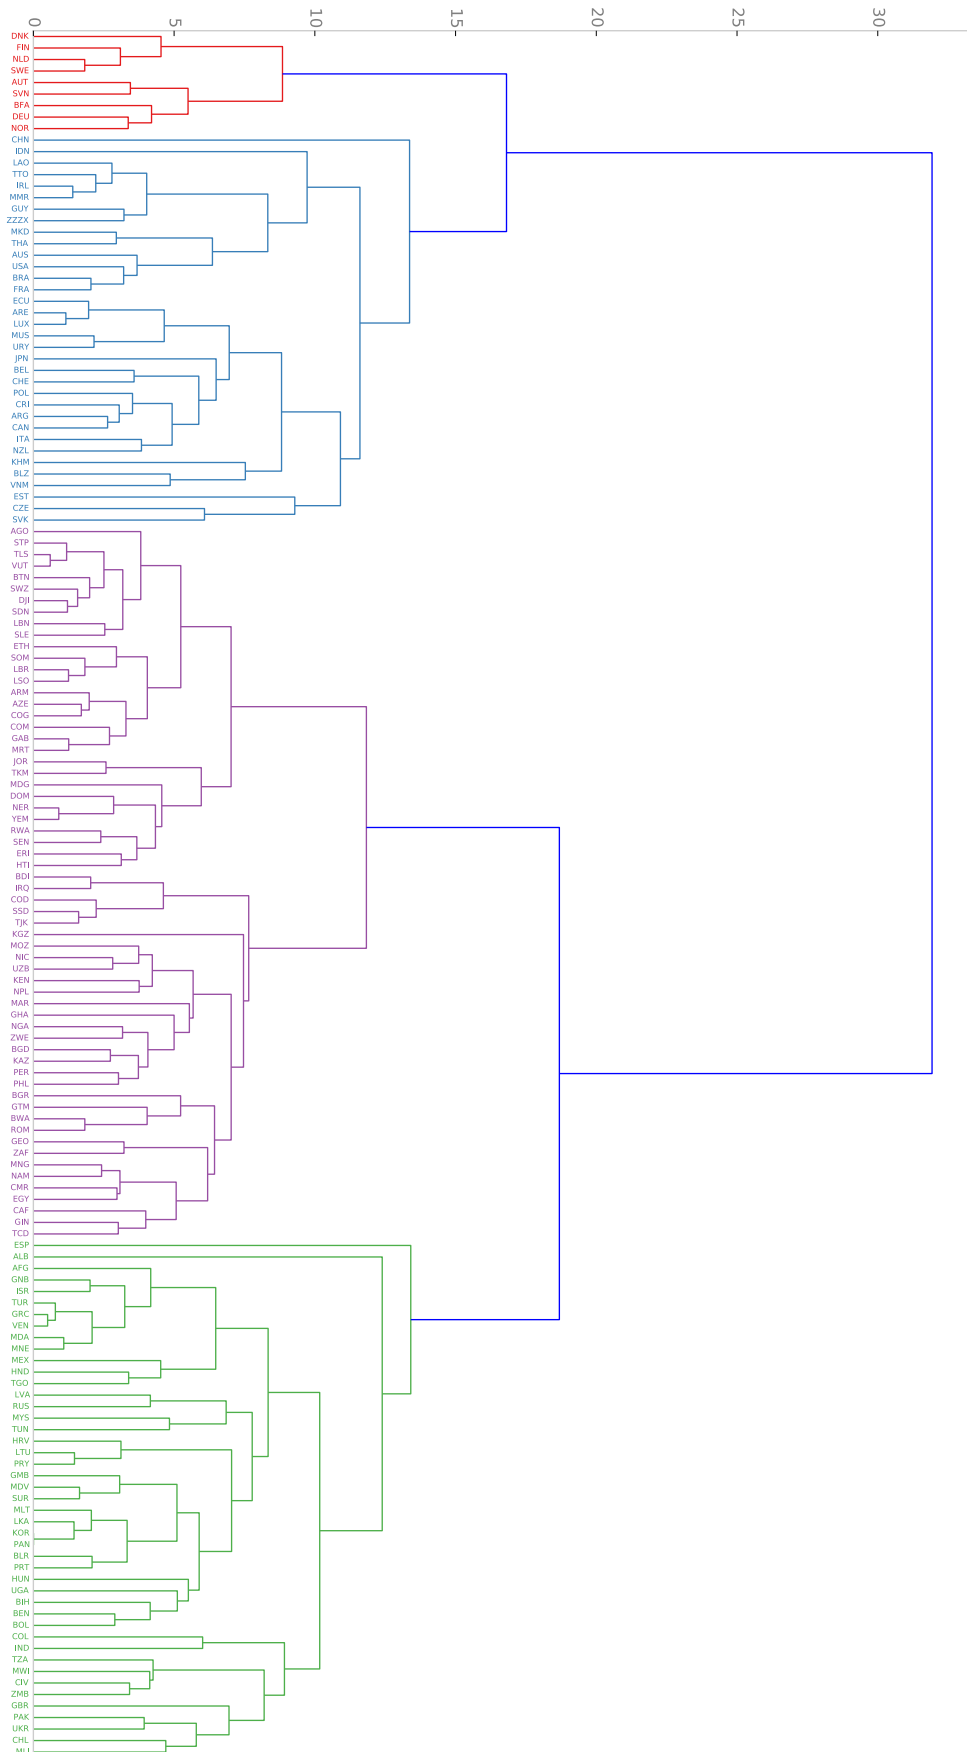 0 5 10 15 20 25 30
DNK
FIN
NLD
SWE
AUT
SVN
BFA
DEU
NOR
CHN
IDN
LAO
TTO
IRL
MMR
GUY
ZZZX
MKD
THA
AUS
USA
BRA
FRA
ECU
ARE
LUX
MUS
URY
JPN
BEL
CHE
POL
CRI
ARG
CAN
ITA
NZL
KHM
BLZ
VNM
EST
CZE
SVK
AGO
STP
TLS
VUT
BTN
SWZ
DJI
SDN
LBN
SLE
ETH
SOM
LBR
LSO
ARM
AZE
COG
COM
GAB
MRT
JOR
TKM
MDG
DOM
NER
YEM
RWA
SEN
ERI
HTI
BDI
IRQ
COD
SSD
TJK
KGZ
MOZ
NIC
UZB
KEN
NPL
MAR
GHA
NGA
ZWE
BGD
KAZ
PER
PHL
BGR
GTM
BWA
ROM
GEO
ZAF
MNG
NAM
CMR
EGY
CAF
GIN
TCD
ESP
ALB
AFG
GNB
ISR
TUR
GRC
VEN
MDA
MNE
MEX
HND
TGO
LVA
RUS
MYS
TUN
HRV
LTU
PRY
GMB
MDV
SUR
MLT
LKA
KOR
PAN
BLR
PRT
HUN
UGA
BIH
BEN
BOL
COL
IND
TZA
MWI
CIV
ZMB
GBR
PAK
UKR
CHL
MLI